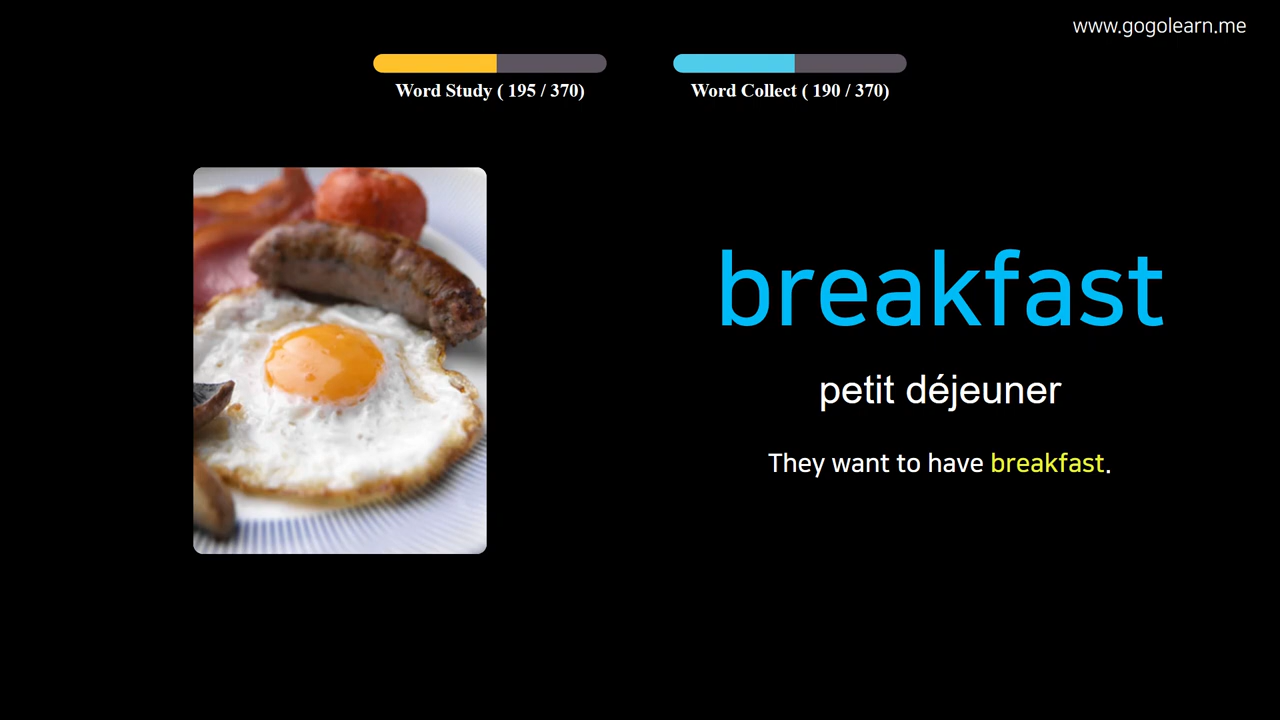 www.gogolearn.me
Word Study ( 195 / 370)
Word Collect ( 190 / 370)
breakfast
petit déjeuner
They want to have breakfast.